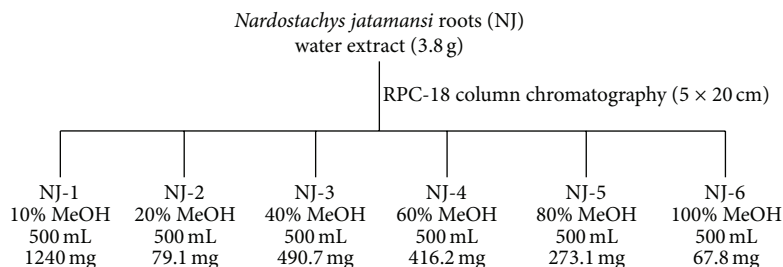 Nardostachys jatamansi roots (NJ)
water extract (3.8 g)
RPC-18 column chromatography (5 × 20 cm)
NJ-1
10% MeOH
500 mL
1240 mg
NJ-2
20% MeOH
500 mL
79.1 mg
NJ-3
40% MeOH
500 mL
490.7 mg
NJ-4
60% MeOH
500 mL
416.2 mg
NJ-5
80% MeOH
500 mL
273.1 mg
NJ-6
100% MeOH
500 mL
67.8 mg